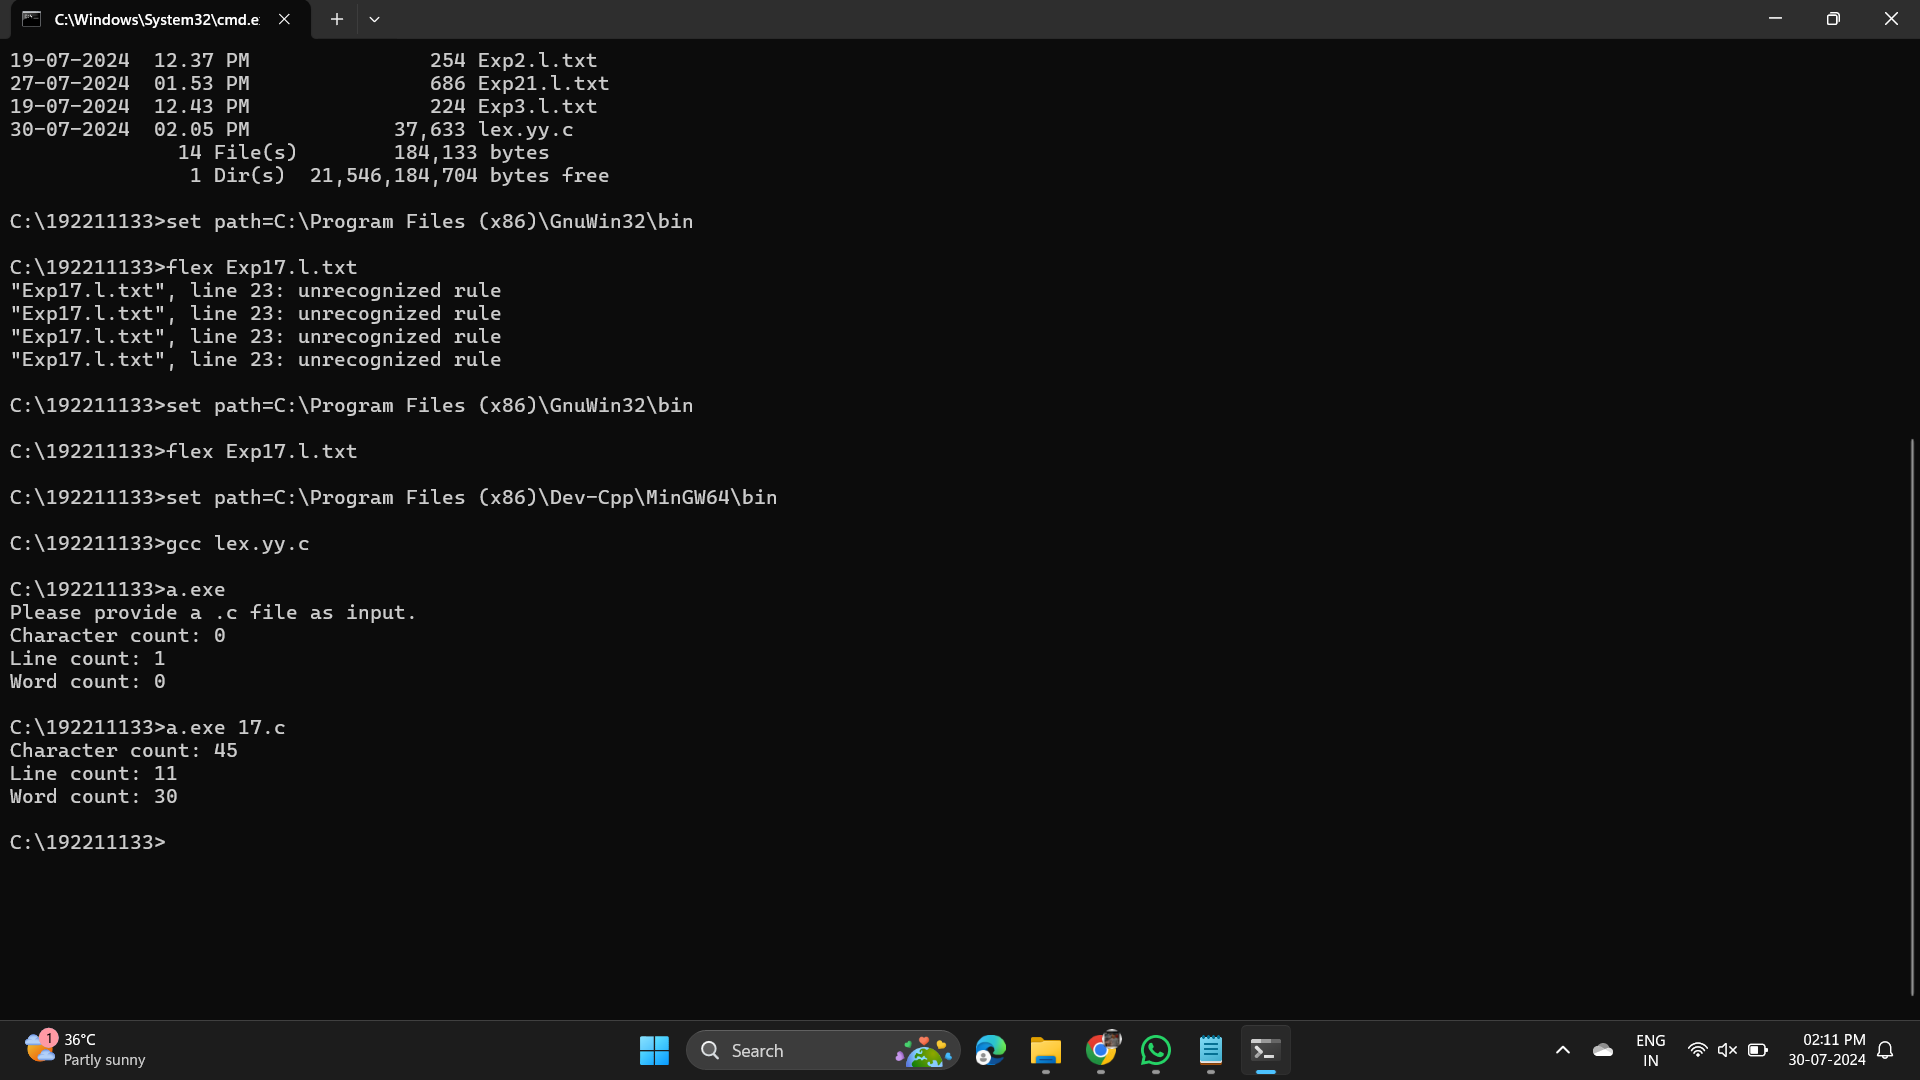 C:\Windows\System32\cmd.e
19-07-2024  12.37 PM               254 Exp2.l.txt
27-07-2024  01.53 PM               686 Exp21.l.txt
19-07-2024  12.43 PM               224 Exp3.l.txt
30-07-2024  02.05 PM            37,633 lex.yy.c
              14 File(s)        184,133 bytes
               1 Dir(s)  21,546,184,704 bytes free
C:\192211133>set path=C:\Program Files (x86)\GnuWin32\bin
C:\192211133>flex Exp17.l.txt
"Exp17.l.txt", line 23: unrecognized rule
"Exp17.l.txt", line 23: unrecognized rule
"Exp17.l.txt", line 23: unrecognized rule
"Exp17.l.txt", line 23: unrecognized rule
C:\192211133>set path=C:\Program Files (x86)\GnuWin32\bin
C:\192211133>flex Exp17.l.txt
C:\192211133>set path=C:\Program Files (x86)\Dev-Cpp\MinGW64\bin
C:\192211133>gcc lex.yy.c
C:\192211133>a.exe
Please provide a .c file as input.
Character count: 0
Line count: 1
Word count: 0
C:\192211133>a.exe 17.c
Character count: 45
Line count: 11
Word count: 30
C:\192211133>
1
36°C
Partly sunny
Search
ENG
IN
02:11 PM
30-07-2024